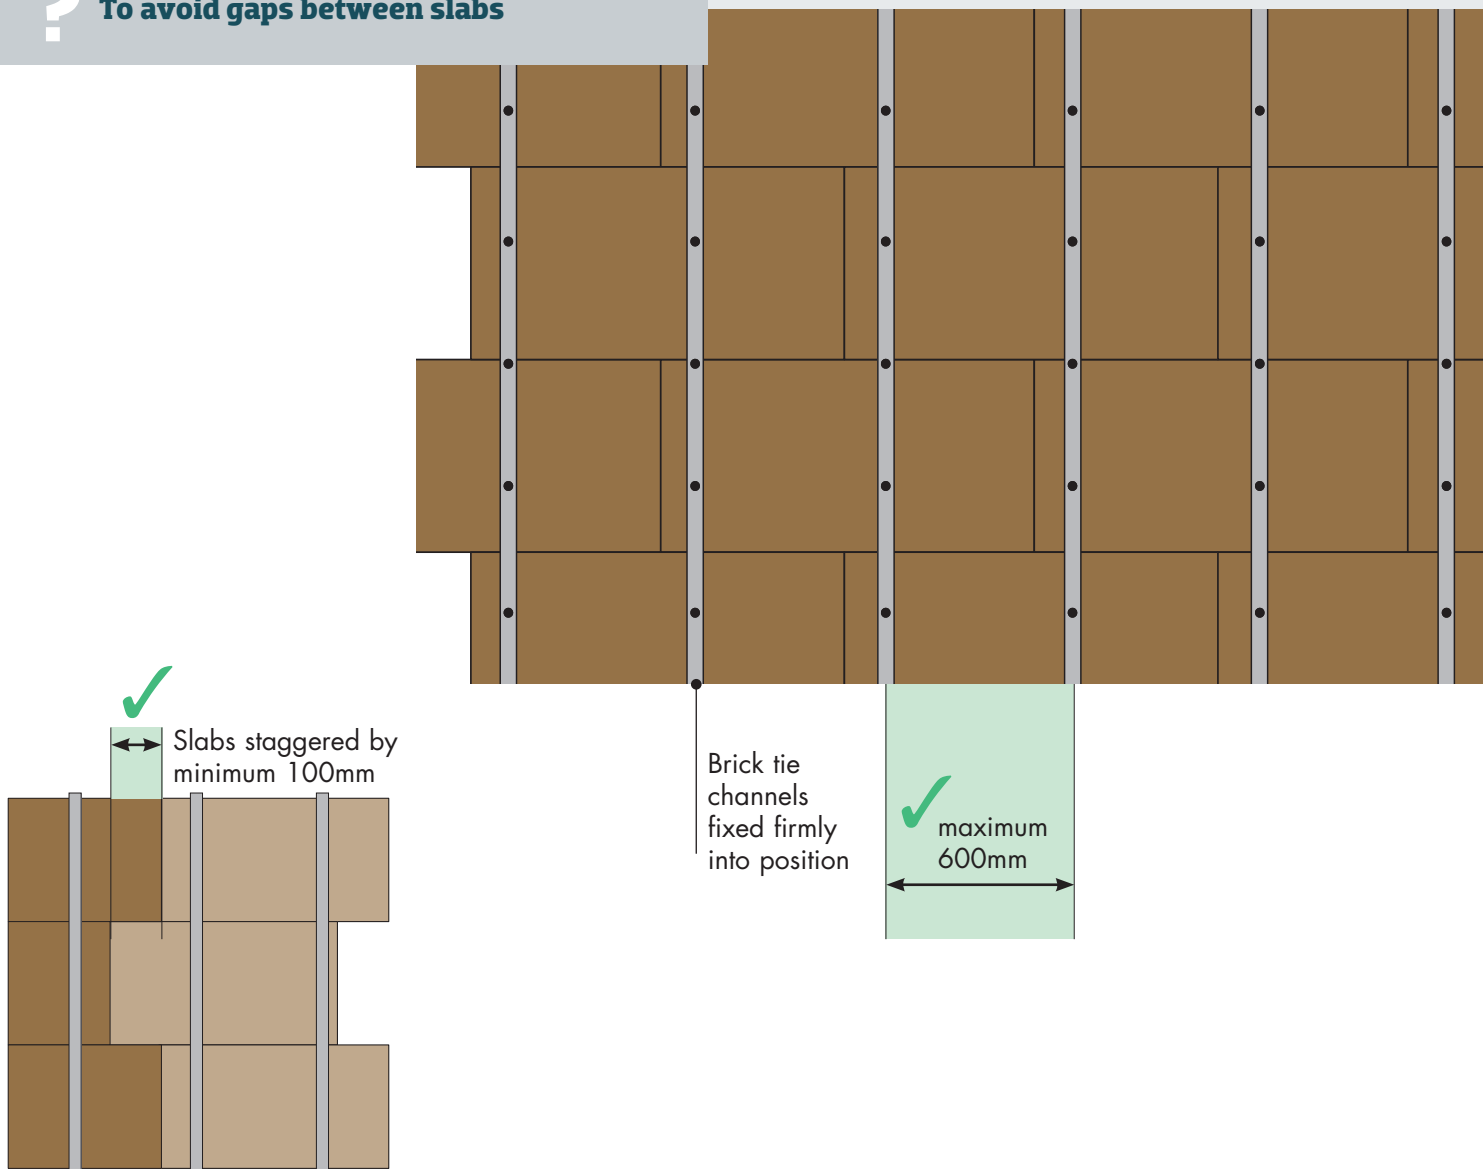 ? To avoid gaps between slabs
Slabs staggered by
minimum 100mm
Brick tie
channels
fixed firmly
into position
maximum
600mm